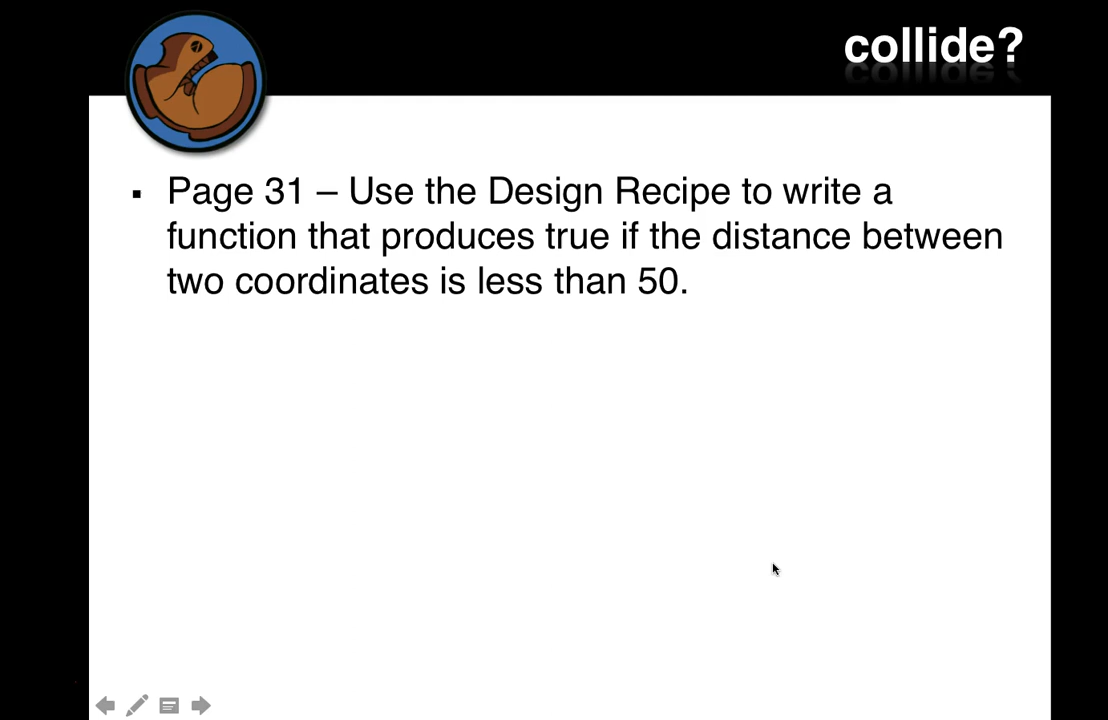 collide?
▪ Page 31 – Use the Design Recipe to write a
function that produces true if the distance between
two coordinates is less than 50.